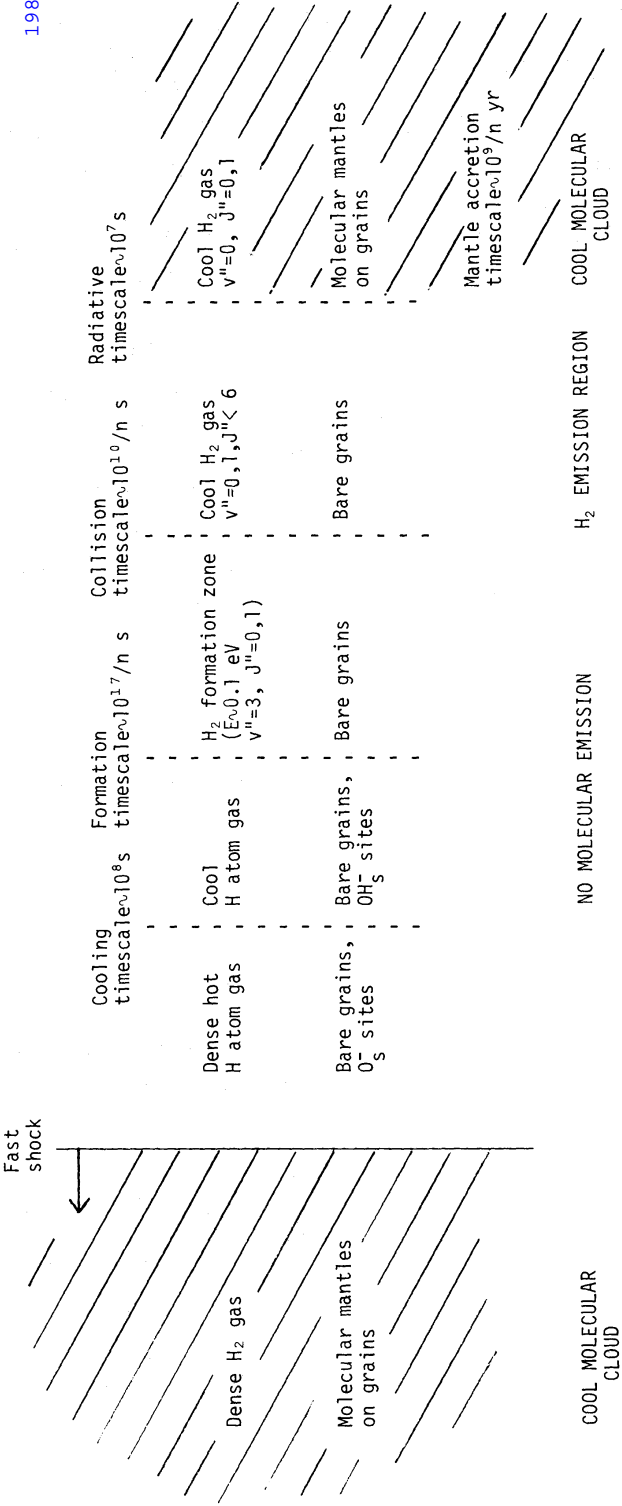 198
Fast
shock
Cooling
timescale~10⁸s
Formation
timescale~10¹⁷/n s
Collision
timescale~10¹⁰/n s
Radiative
timescale~10⁷s
Dense H₂ gas
Dense hot
H atom gas
Cool
H atom gas
H₂ formation zone
(E~0.1 eV
v"=3, J"=0,1)
Cool H₂ gas
v"=0,1,J"< 6
Cool H₂ gas
v"=0, J"=0,1
Molecular mantles
on grains
Bare grains,
Oₛ⁻ sites
Bare grains,
OHₛ⁻ sites
Bare grains
Bare grains
Molecular mantles
on grains
Mantle accretion
timescale~10⁹/n yr
COOL MOLECULAR
CLOUD
NO MOLECULAR EMISSION
H₂ EMISSION REGION
COOL MOLECULAR
CLOUD